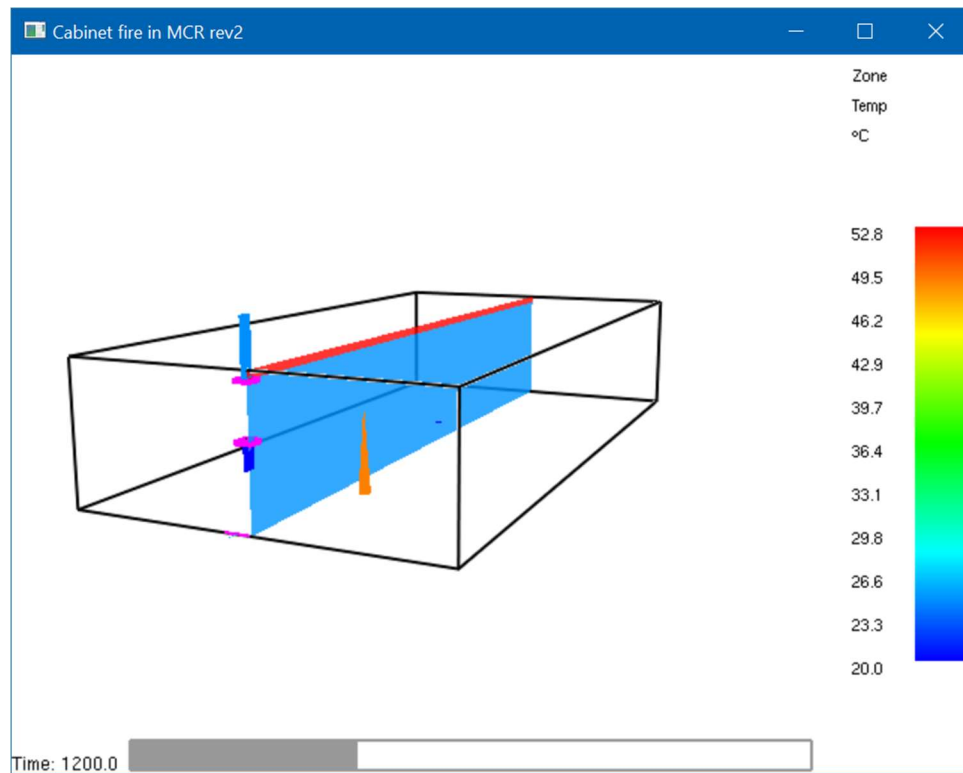 Cabinet fire in MCR rev2
Zone
Temp
ºC
52.8
49.5
46.2
42.9
39.7
36.4
33.1
29.8
26.6
23.3
20.0
Time: 1200.0